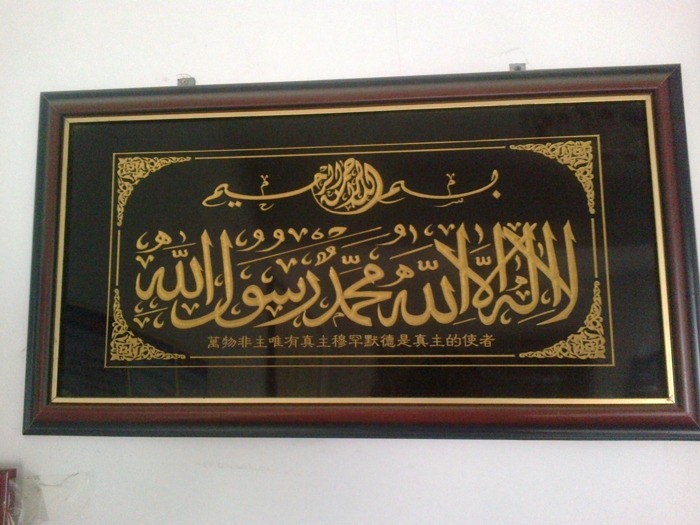 بسم الله الرحمن الرحيم
لا إله إلا الله محمد رسول الله
萬物非主唯有真主穆罕默德是真主的使者